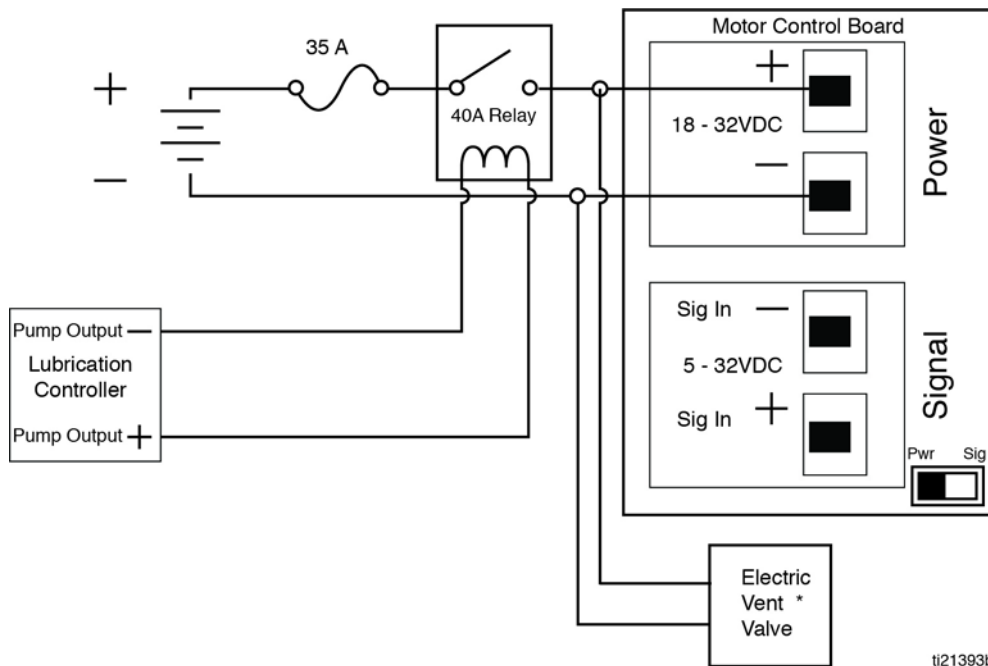 Motor Control Board
35 A
+
+
40A Relay
18 - 32VDC
Power
—
—
Sig In —
Pump Output —
5 - 32VDC
Signal
Lubrication
Controller
Sig In +
Pump Output +
Pwr Sig
Electric
Vent *
Valve
ti21393b